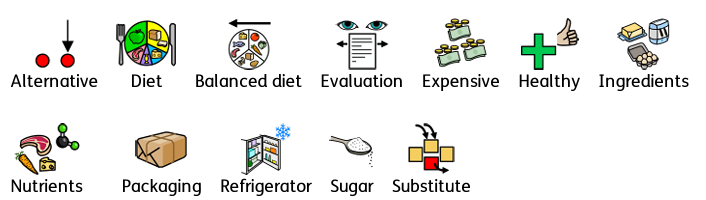 Alternative Diet Balanced diet Evaluation Expensive Healthy Ingredients
Nutrients Packaging Refrigerator Sugar Substitute